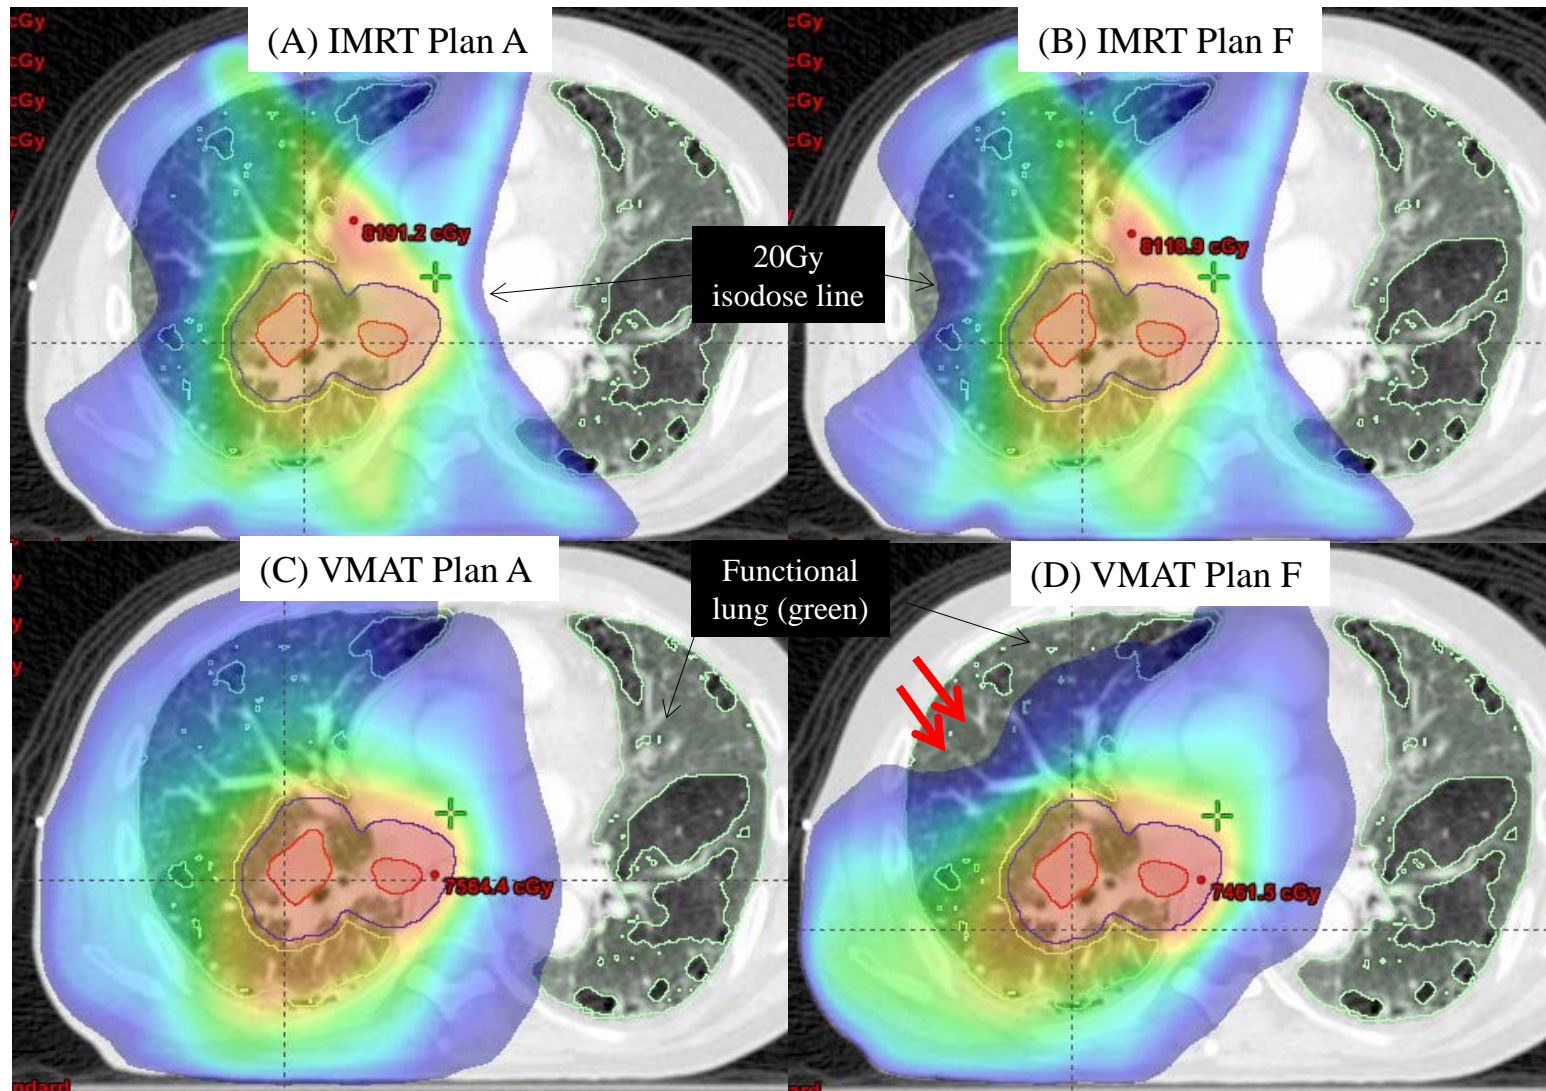 cGy
(A) IMRT Plan A
(B) IMRT Plan F
cGy
cGy
cGy
cGy
cGy
cGy
8191.2 cGy
8118.9 cGy
20Gy
isodose line
(C) VMAT Plan A
Functional
lung (green)
(D) VMAT Plan F
y
y
y
y
7564.4 cGy
7461.5 cGy
ndard